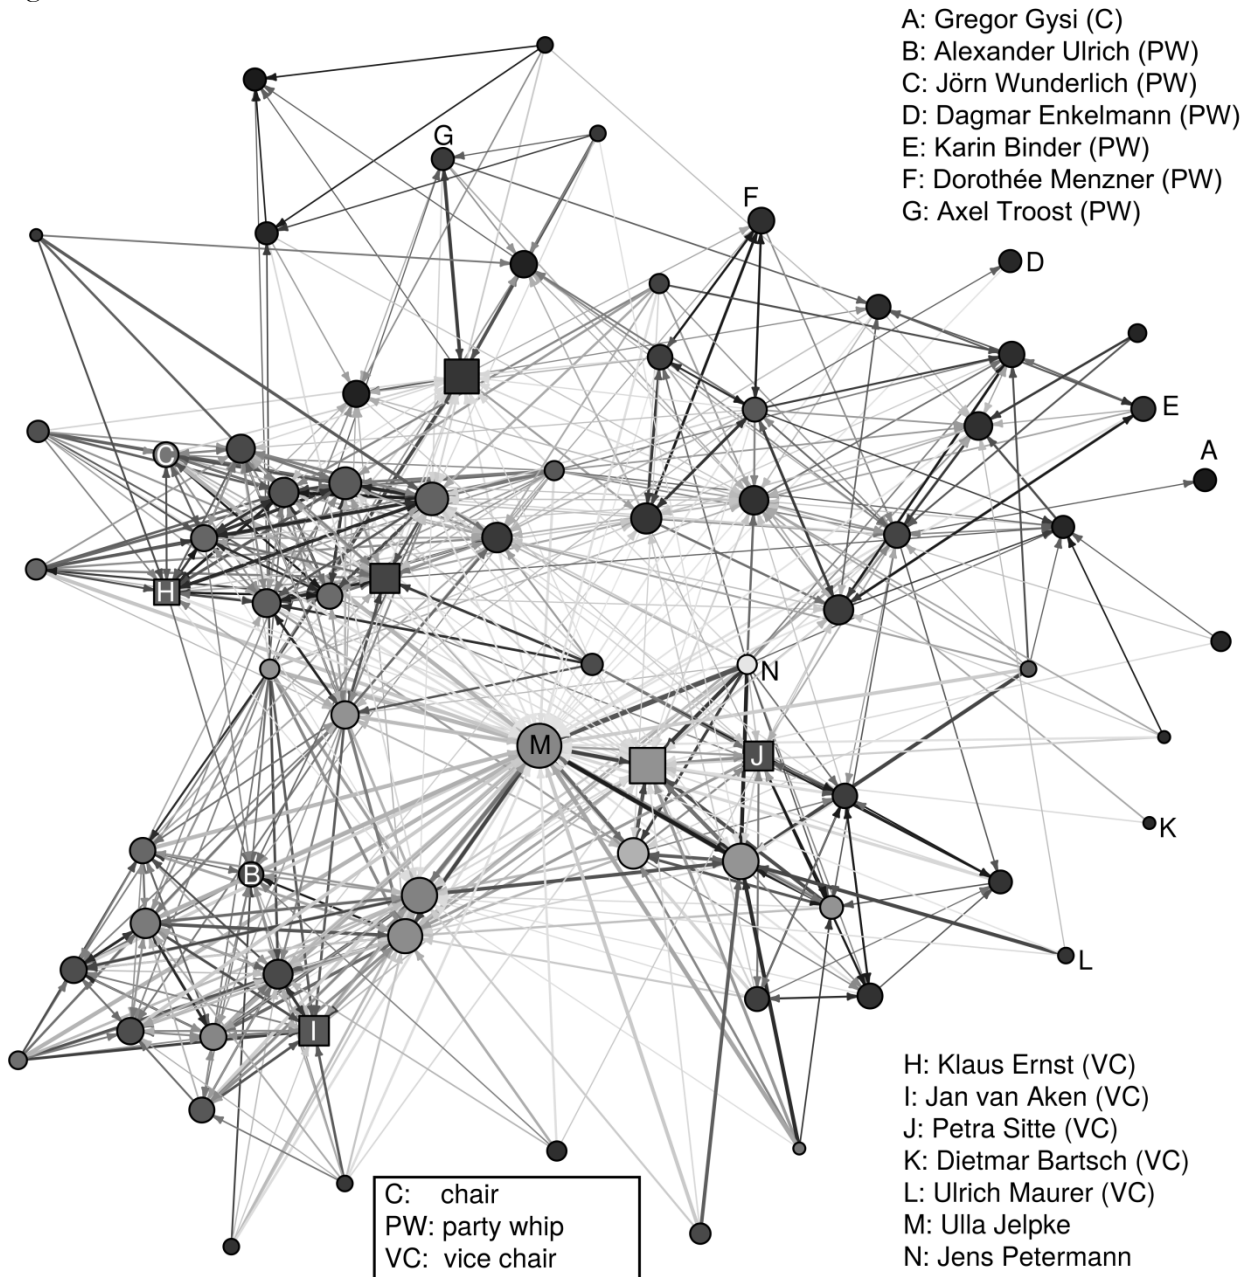 A: Gregor Gysi (C)
B: Alexander Ulrich (PW)
C: Jörn Wunderlich (PW)
D: Dagmar Enkelmann (PW)
E: Karin Binder (PW)
F: Dorothée Menzner (PW)
G: Axel Troost (PW)
G
F
D
E
A
C
H
N
M
J
K
B
L
I
H: Klaus Ernst (VC)
I: Jan van Aken (VC)
J: Petra Sitte (VC)
K: Dietmar Bartsch (VC)
L: Ulrich Maurer (VC)
M: Ulla Jelpke
N: Jens Petermann
C: chair
PW: party whip
VC: vice chair